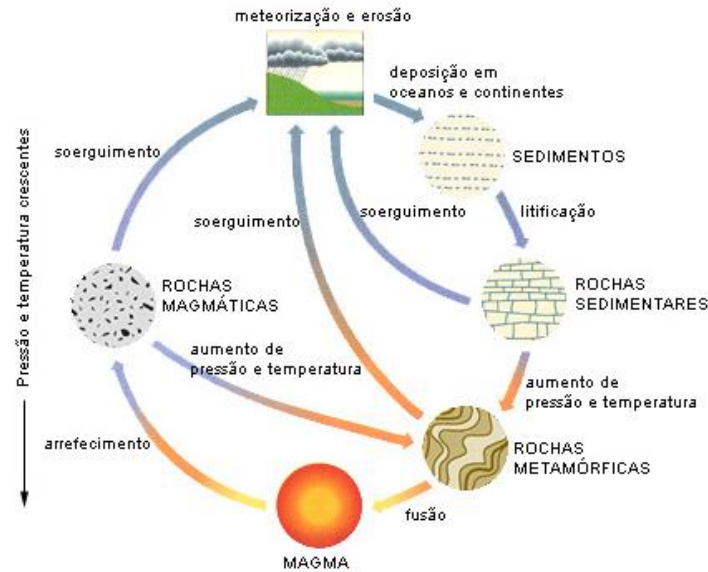 meteorização e erosão
deposição em
oceanos e continentes
SEDIMENTOS
soerguimento
soerguimento
soerguimento
litificação
ROCHAS
MAGMÁTICAS
ROCHAS
SEDIMENTARES
Pressão e temperatura crescentes
aumento de
pressão e temperatura
aumento de
pressão e temperatura
arrefecimento
ROCHAS
METAMÓRFICAS
fusão
MAGMA